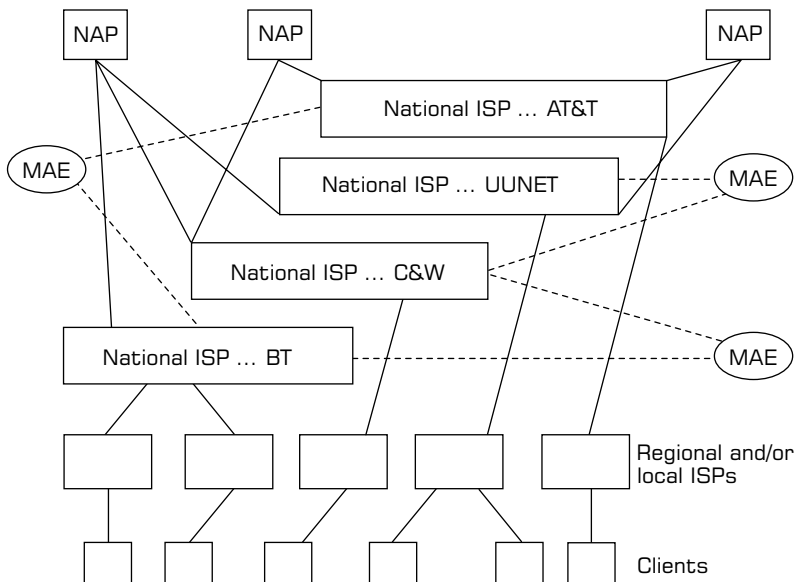 NAP
NAP
NAP
National ISP ... AT&T
MAE
National ISP ... UUNET
MAE
National ISP ... C&W
National ISP ... BT
MAE
Regional and/or
local ISPs
Clients